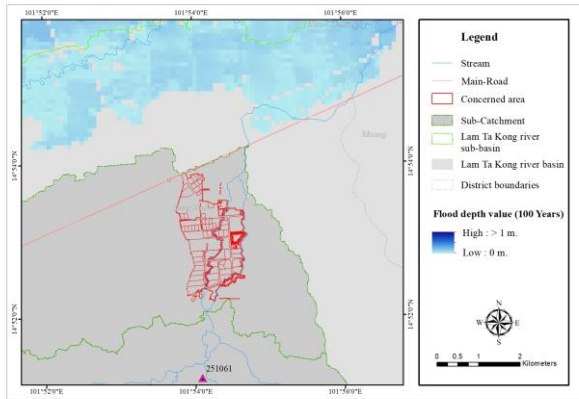 101°52'0"E 101°54'0"E 101°56'0"E
14°54'0"N 14°54'0"N
14°52'0"N 14°52'0"N
251061
101°52'0"E 101°54'0"E 101°56'0"E
Legend
Stream
Main-Road
Concerned area
Sub-Catchment
Lam Ta Kong river
sub-basin
Lam Ta Kong river basin
District boundaries
Flood depth value (100 Years)
High : > 1 m.
Low : 0 m.
N
W E
S
0 0.5 1 2
Kilometers